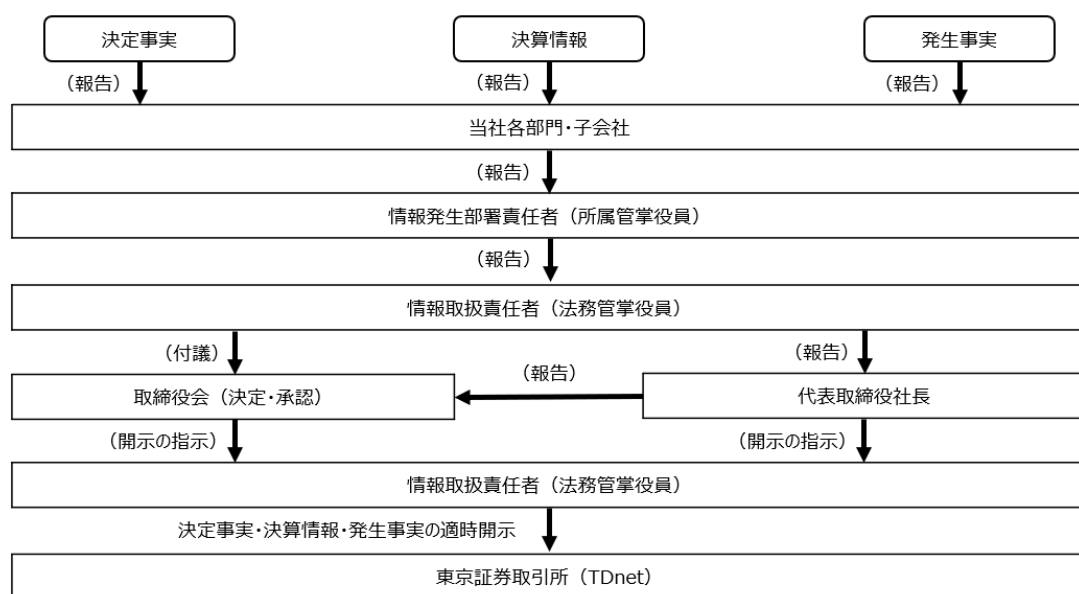 決定事実
決算情報
発生事実
（報告）
（報告）
（報告）
当社各部門・子会社
（報告）
情報発生部署責任者（所属管掌役員）
（報告）
情報取扱責任者（法務管掌役員）
（付議）
（報告）
取締役会（決定・承認）
（報告）
代表取締役社長
（開示の指示）
（開示の指示）
情報取扱責任者（法務管掌役員）
決定事実・決算情報・発生事実の適時開示
東京証券取引所（TDnet）